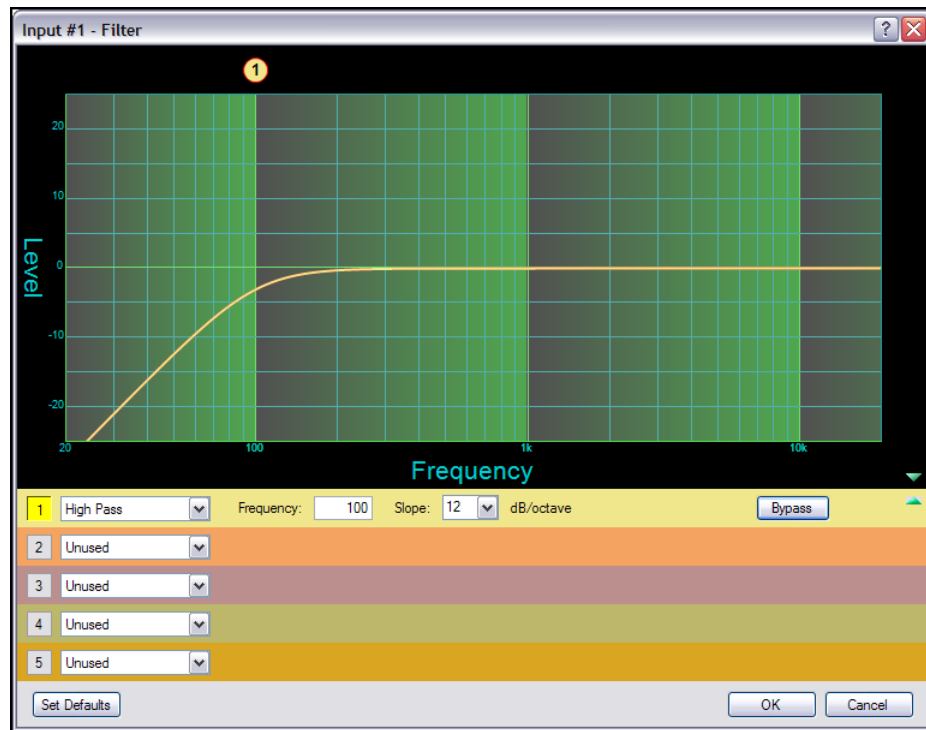 Input #1 - Filter
?
1
20
10
0
-10
-20
Level
20 100 1k 10k
Frequency
1 High Pass Frequency: 100 Slope: 12 dB/octave Bypass
2 Unused
3 Unused
4 Unused
5 Unused
Set Defaults OK Cancel